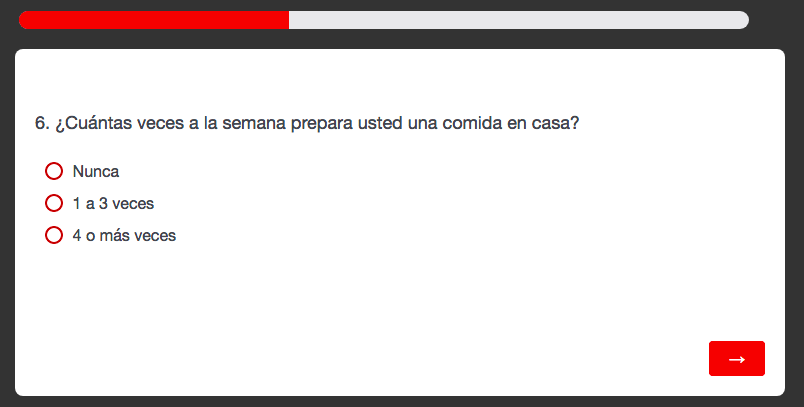 6. ¿Cuántas veces a la semana prepara usted una comida en casa?
Nunca
1 a 3 veces
4 o más veces
→